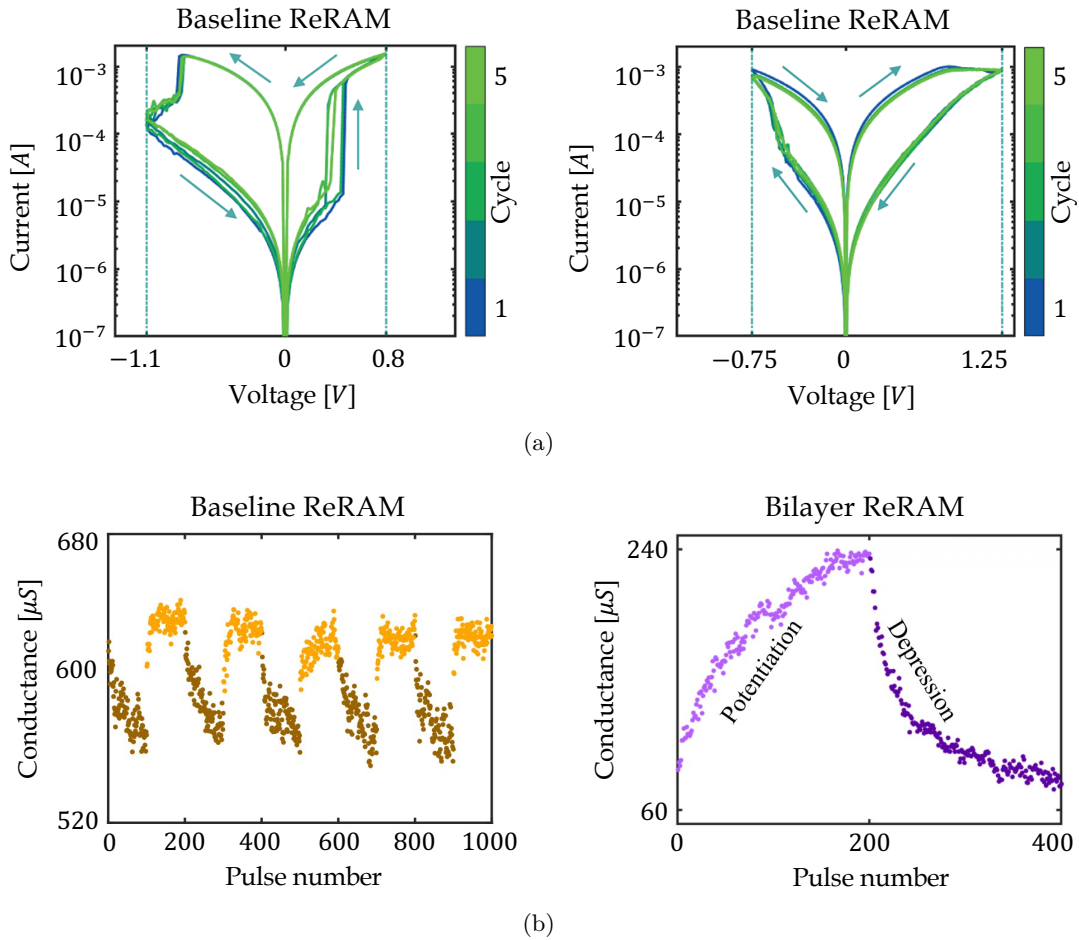 Baseline ReRAM
Current [A]
10⁻³
10⁻⁴
10⁻⁵
10⁻⁶
10⁻⁷
−1.1
0
0.8
Voltage [V]
5
Cycle
1
Baseline ReRAM
Current [A]
10⁻³
10⁻⁴
10⁻⁵
10⁻⁶
10⁻⁷
−0.75
0
1.25
Voltage [V]
5
Cycle
1
(a)
Baseline ReRAM
Conductance [μS]
680
600
520
0
200
400
600
800
1000
Pulse number
Bilayer ReRAM
Conductance [μS]
240
60
Potentiation
Depression
0
200
400
Pulse number
(b)